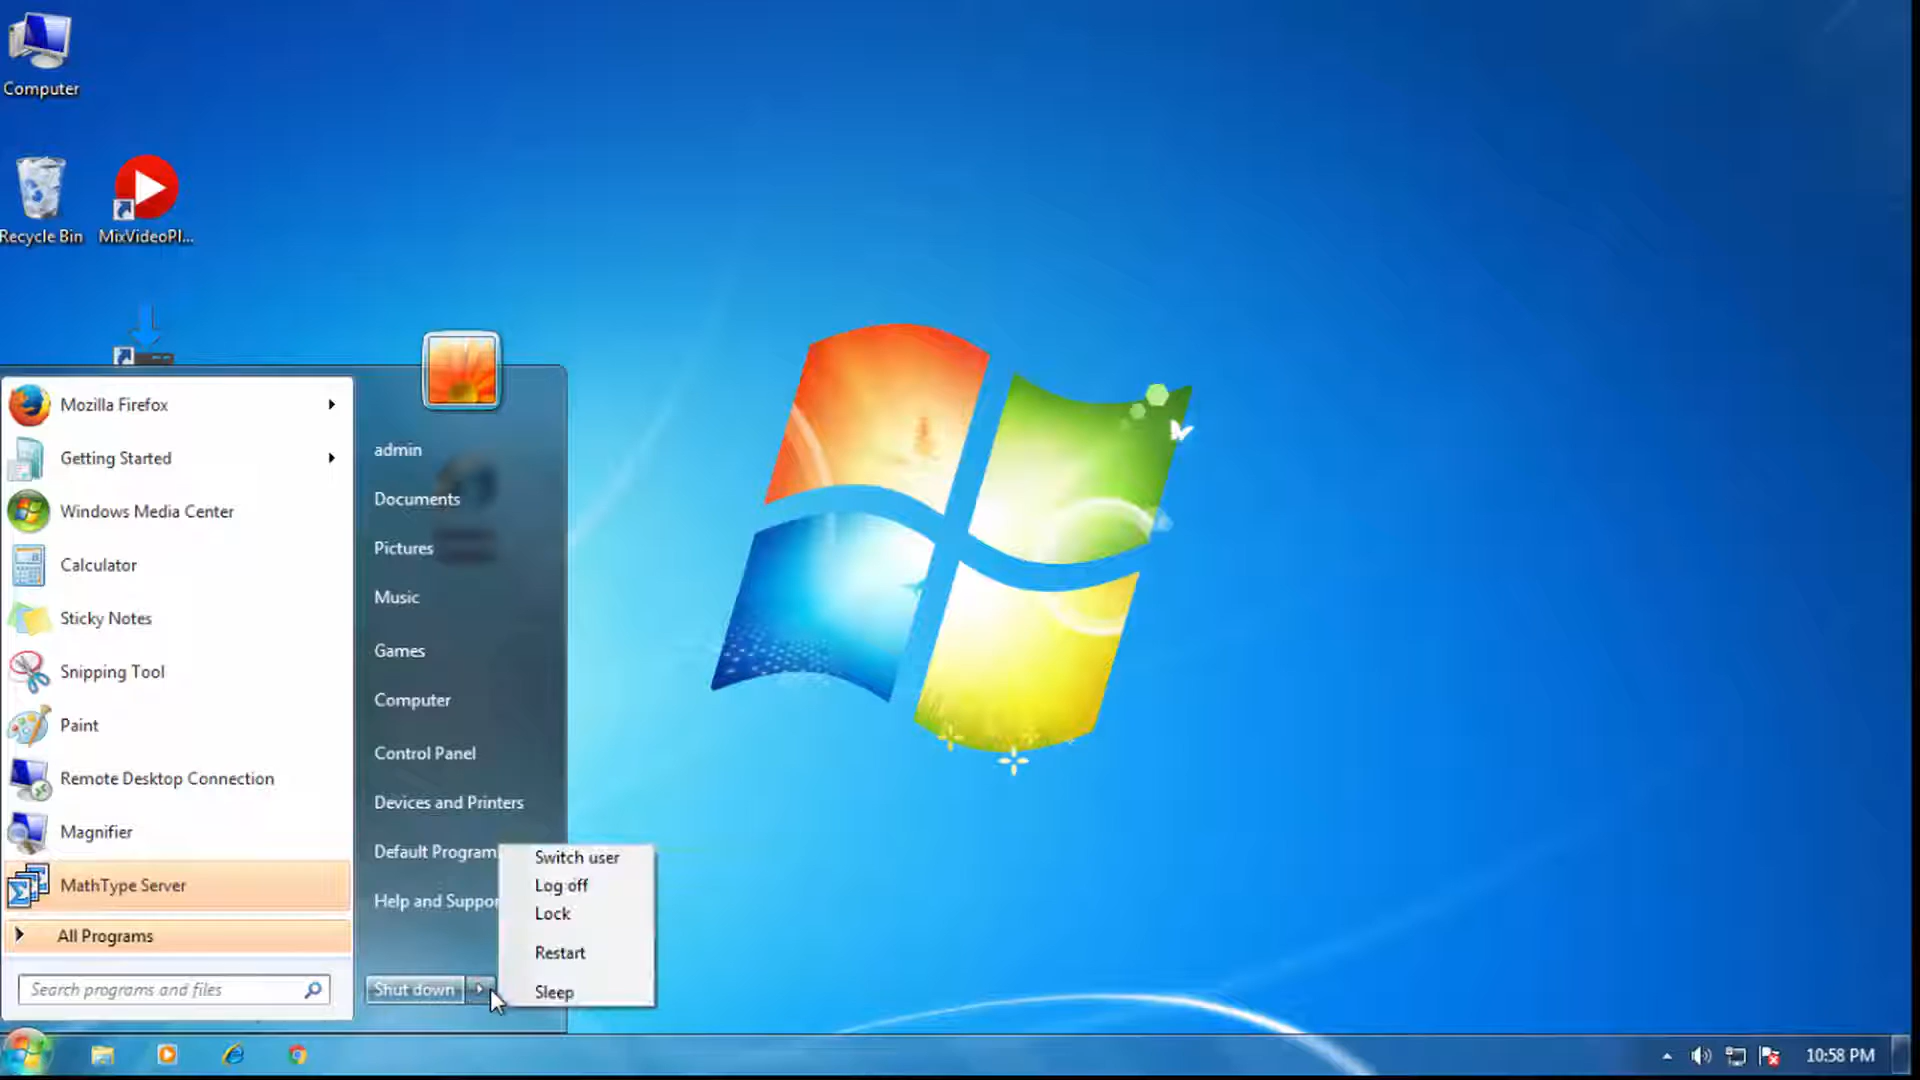 Computer
Recycle Bin
MixVideoPl...
Mozilla Firefox
Getting Started
Windows Media Center
Calculator
Sticky Notes
Snipping Tool
Paint
Remote Desktop Connection
Magnifier
MathType Server
All Programs
Search programs and files
admin
Documents
Pictures
Music
Games
Computer
Control Panel
Devices and Printers
Default Program
Help and Suppor
Shut down
Switch user
Log off
Lock
Restart
Sleep
10:58 PM